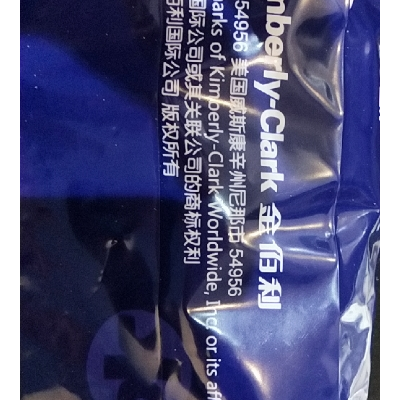 mberly-Clark 金佰利
54956 美国威斯康辛州尼那市 54956
arks of Kimberly-Clark Worldwide, Inc. or its aff
国际公司或其关联公司的商标权利
佰利国际公司 版权所有